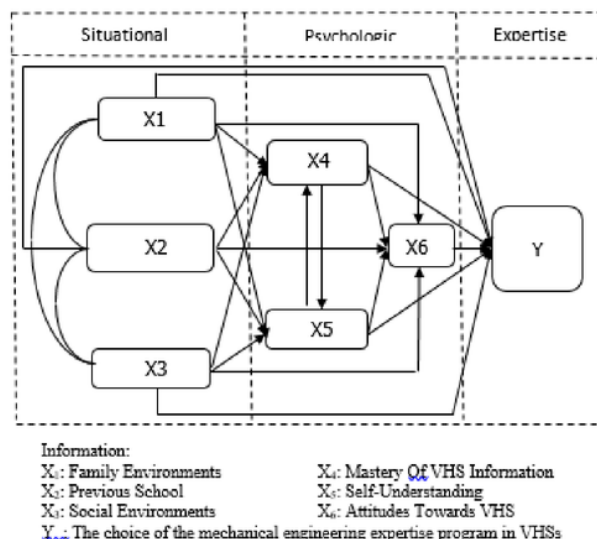 Situational Psychologic Expertise
X1
X4
X2
X6
Y
X5
X3
Information:
X₁: Family Environments X₄: Mastery Of VHS Information
X₂: Previous School X₅: Self-Understanding
X₃: Social Environments X₆: Attitudes Towards VHS
Y : The choice of the mechanical engineering expertise program in VHSs